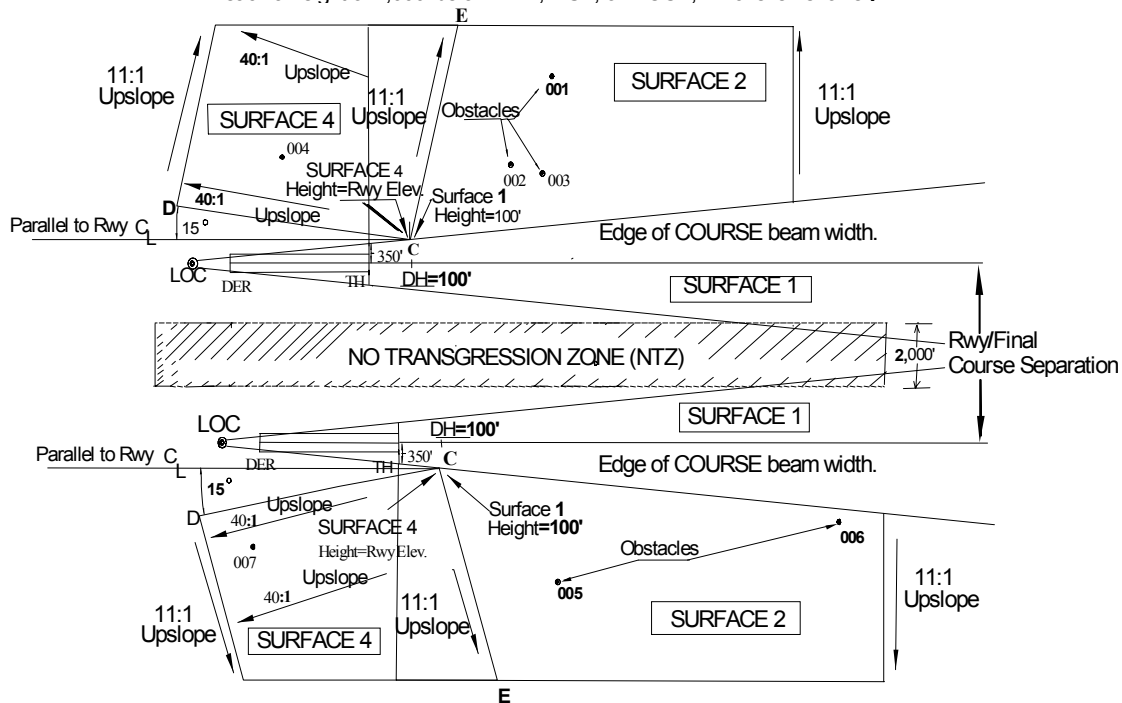 E
11:1
Upslope
40:1
Upslope
11:1
Upslope
001
SURFACE 2
11:1
Upslope
Obstacles
SURFACE 4
004
SURFACE 4
Height=Rwy Elev.
002
003
40:1
Upslope
D
Surface 1
Height=100'
Parallel to Rwy CL
15°
Edge of COURSE beam width.
C
350'
LOC
DER
TH
DH=100'
SURFACE 1
NO TRANSGRESSION ZONE (NTZ)
2,000'
Rwy/Final
Course Separation
SURFACE 1
LOC
DH=100'
Parallel to Rwy CL
DER
TH
350'
C
Edge of COURSE beam width.
15°
D
Upslope
40:1
SURFACE 4
Height=Rwy Elev.
Surface 1
Height=100'
006
Obstacles
007
Upslope
40:1
005
11:1
Upslope
11:1
Upslope
11:1
Upslope
SURFACE 4
SURFACE 2
E